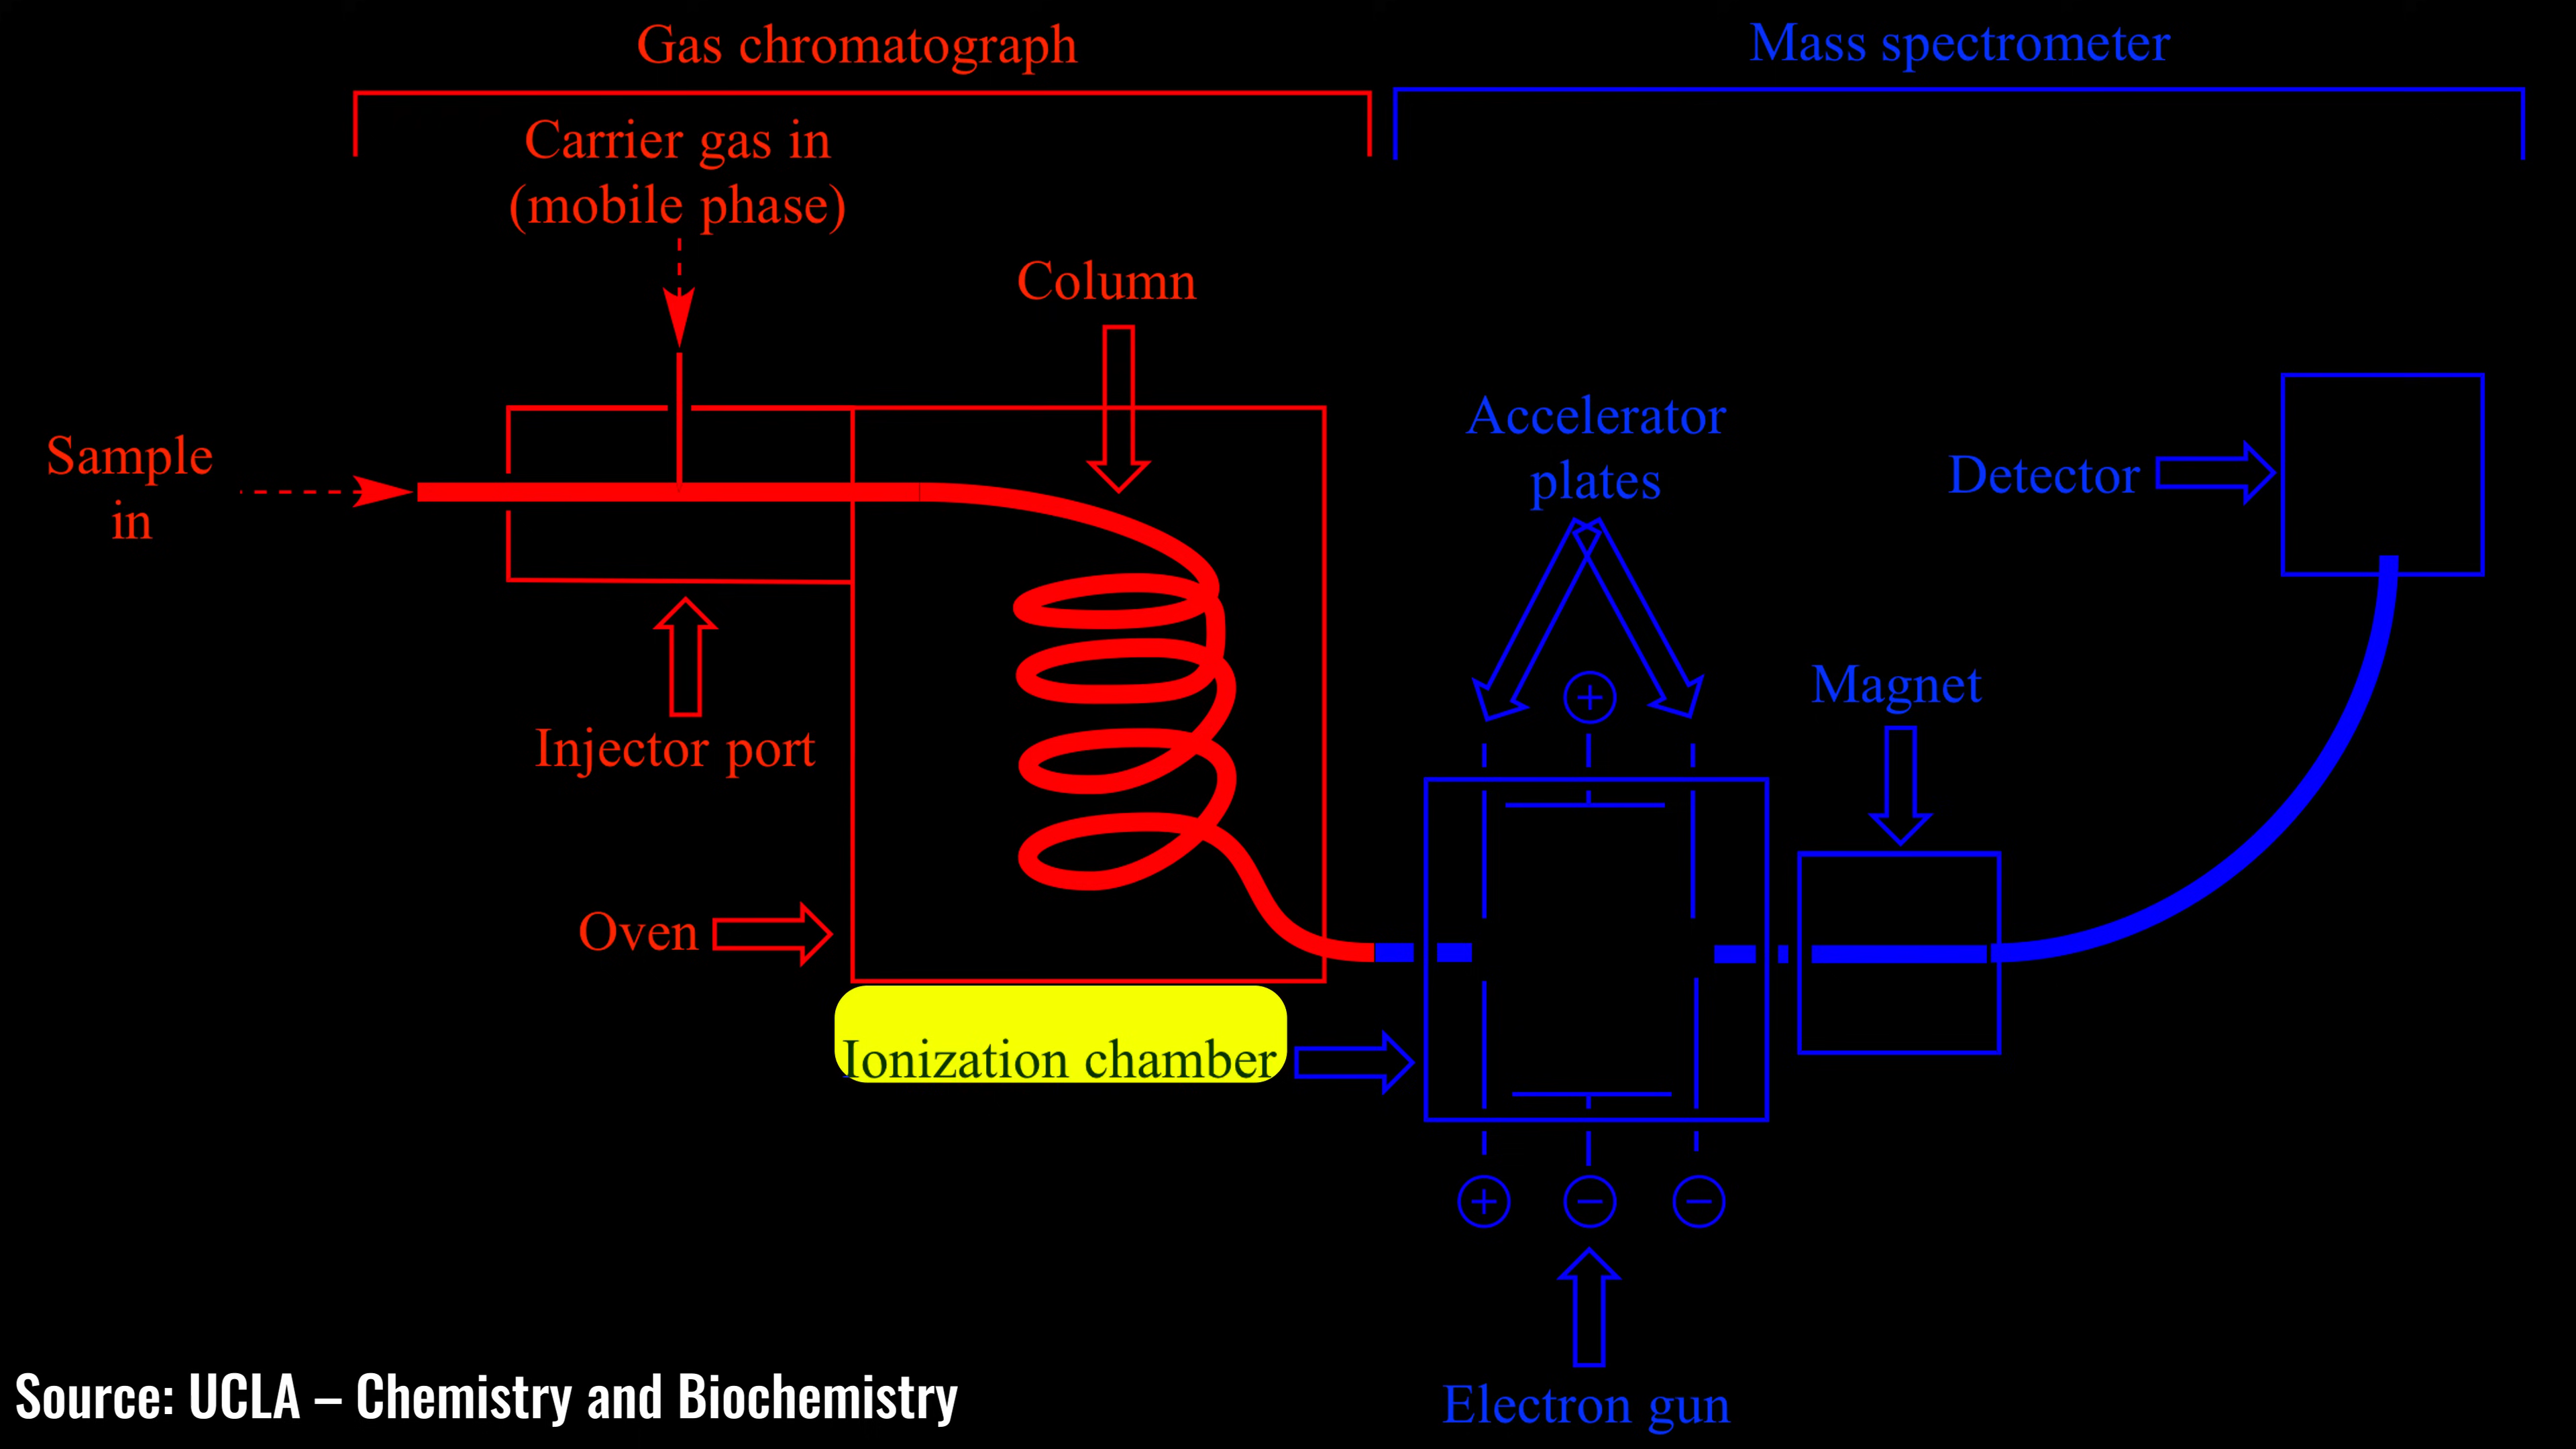 Gas chromatograph
Mass spectrometer
Carrier gas in
(mobile phase)
Column
Sample
in
Accelerator
plates
Detector
Injector port
+
Magnet
Oven
Ionization chamber
+ − −
Electron gun
Source: UCLA – Chemistry and Biochemistry